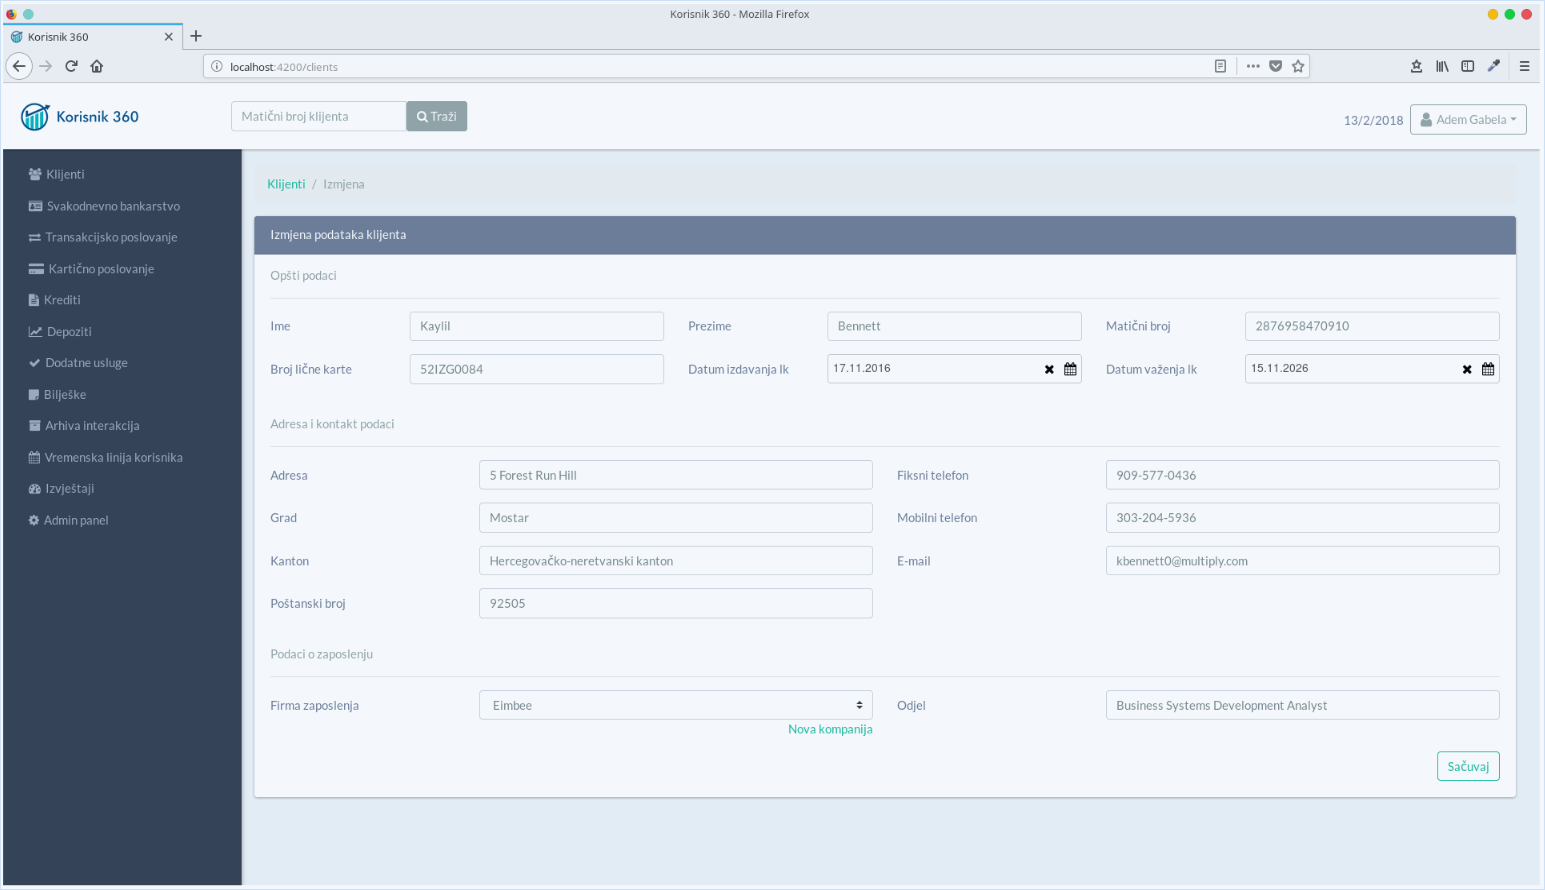 Korisnik 360 - Mozilla Firefox
Korisnik 360
localhost:4200/clients
Korisnik 360
Matični broj klijenta
Traži
13/2/2018
Adem Gabela
Klijenti
Svakodnevno bankarstvo
Transakcijsko poslovanje
Kartično poslovanje
Krediti
Depoziti
Dodatne usluge
Bilješke
Arhiva interakcija
Vremenska linija korisnika
Izvještaji
Admin panel
Klijenti / Izmjena
Izmjena podataka klijenta
Opšti podaci
Ime Kaylil Prezime Bennett Matični broj 2876958470910
Broj lične karte 52IZG0084 Datum izdavanja lk 17.11.2016 Datum važenja lk 15.11.2026
Adresa i kontakt podaci
Adresa 5 Forest Run Hill Fiksni telefon 909-577-0436
Grad Mostar Mobilni telefon 303-204-5936
Kanton Hercegovačko-neretvanski kanton E-mail kbennett0@multiply.com
Poštanski broj 92505
Podaci o zaposlenju
Firma zaposlenja Eimbee Odjel Business Systems Development Analyst
Nova kompanija
Sačuvaj